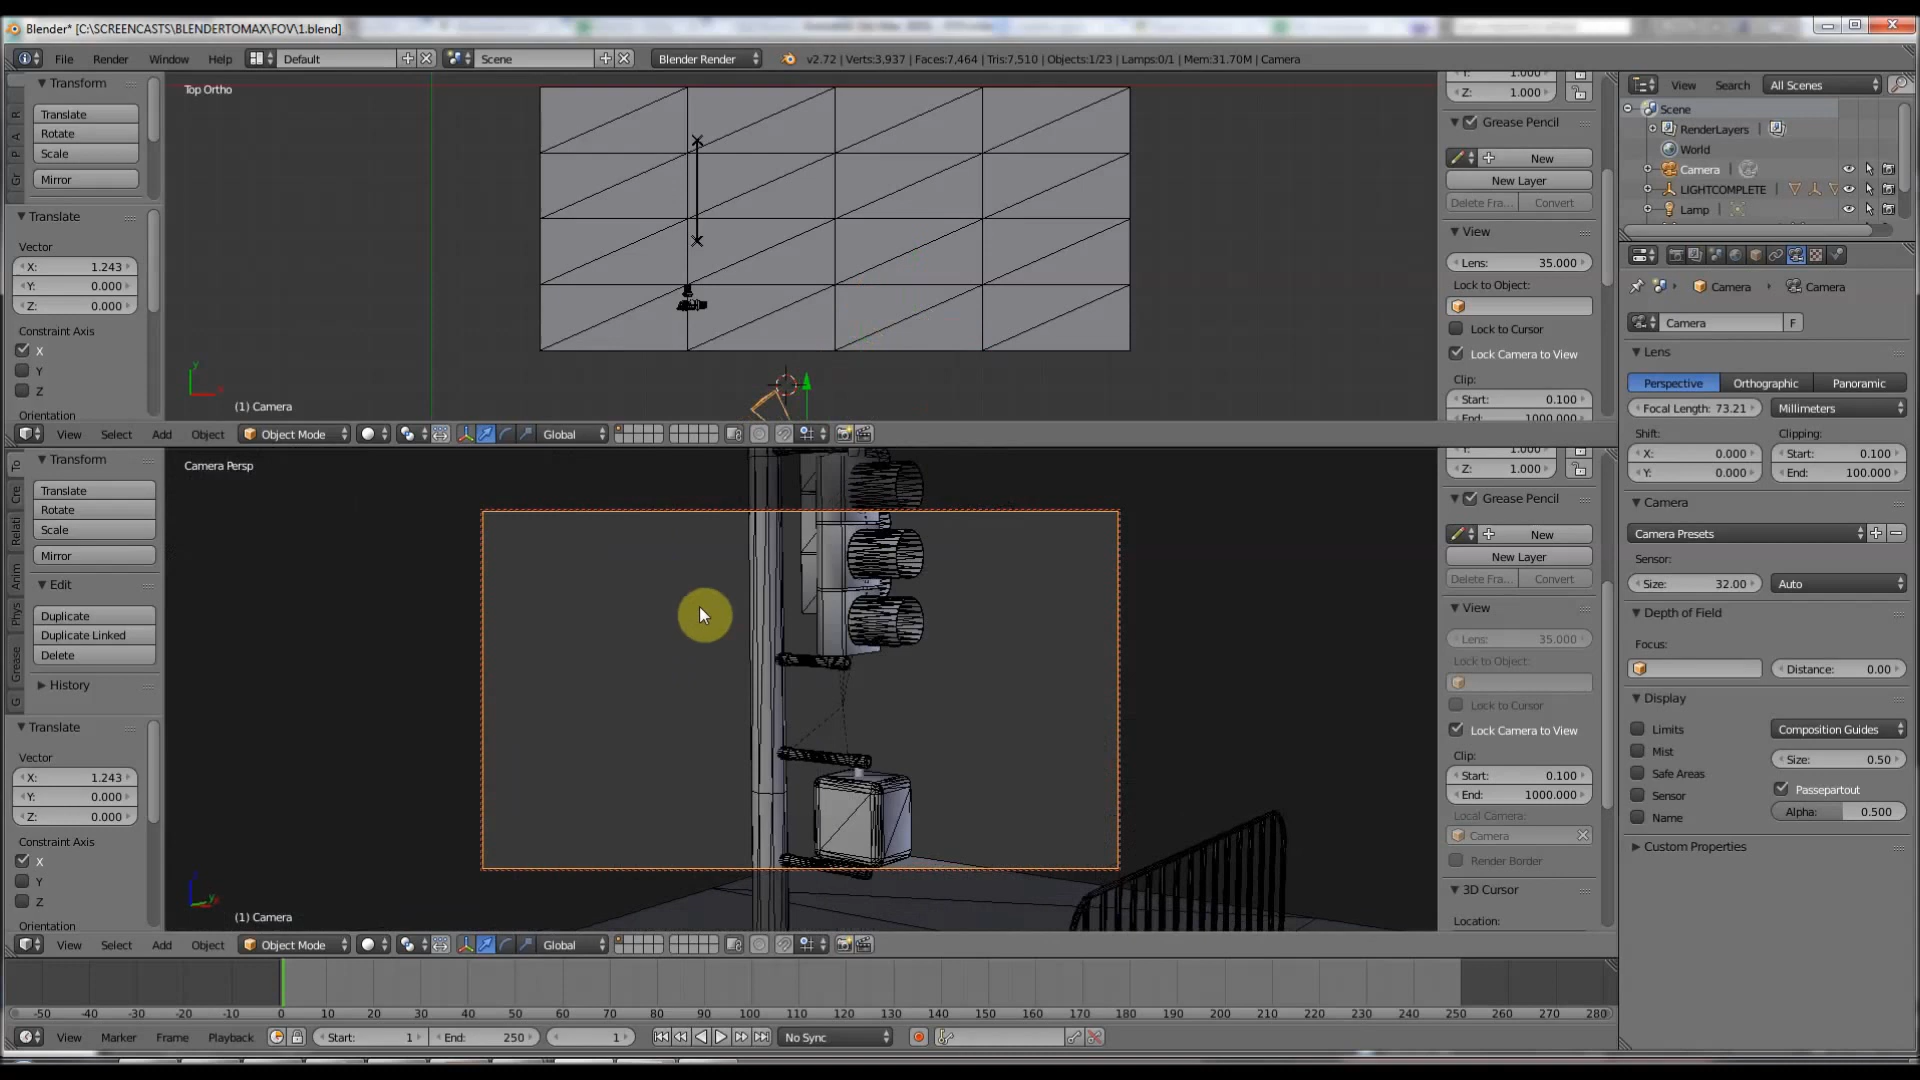 Blender* [C:\SCREENCASTS\BLENDERTOMAX\FOV\1.blend]
File Render Window Help Default Scene Blender Render v2.72 | Verts:3,937 | Faces:7,464 | Tris:7,510 | Objects:1/23 | Lamps:0/1 | Mem:31.70M | Camera
Transform
Translate
Rotate
Scale
Mirror
Translate
Vector
X: 1.243
Y: 0.000
Z: 0.000
Constraint Axis
X
Y
Z
Orientation
R
A
P
Gr
Top Ortho
(1) Camera
View Select Add Object Object Mode Global
1.000
Z: 1.000
Grease Pencil
New
New Layer
Delete Fra... Convert
View
Lens: 35.000
Lock to Object:
Lock to Cursor
Lock Camera to View
Clip:
Start: 0.100
End: 1000.000
To
Cre
Relati
Anim
Phys
Grease
G
Transform
Translate
Rotate
Scale
Mirror
Edit
Duplicate
Duplicate Linked
Delete
History
Translate
Vector
X: 1.243
Y: 0.000
Z: 0.000
Constraint Axis
X
Y
Z
Orientation
Camera Persp
(1) Camera
View Select Add Object Object Mode Global
1.000
Z: 1.000
Grease Pencil
New
New Layer
Delete Fra... Convert
View
Lens: 35.000
Lock to Object:
Lock to Cursor
Lock Camera to View
Clip:
Start: 0.100
End: 1000.000
Local Camera:
Camera
Render Border
3D Cursor
Location:
-50 -40 -30 -20 -10 0 10 20 30 40 50 60 70 80 90 100 110 120 130 140 150 160 170 180 190 200 210 220 230 240 250 260 270 280
View Marker Frame Playback Start: 1 End: 250 1 No Sync
View Search All Scenes
Scene
RenderLayers
World
Camera
LIGHTCOMPLETE
Lamp
Camera Camera
Camera F
Lens
Perspective Orthographic Panoramic
Focal Length: 73.21 Millimeters
Shift: Clipping:
X: 0.000 Start: 0.100
Y: 0.000 End: 100.000
Camera
Camera Presets
Sensor:
Size: 32.00 Auto
Depth of Field
Focus:
Distance: 0.00
Display
Limits Composition Guides
Mist Size: 0.50
Safe Areas Passepartout
Sensor Alpha: 0.500
Name
Custom Properties